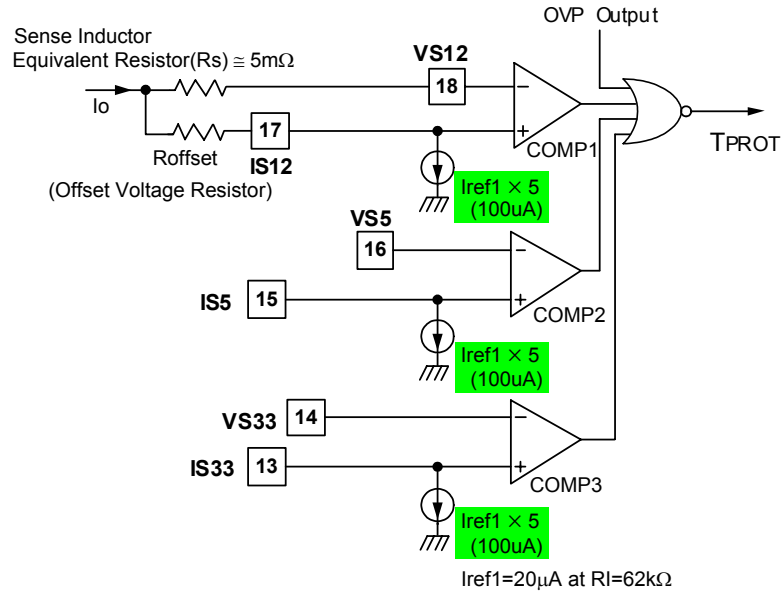 OVP Output
Sense Inductor
Equivalent Resistor(Rs) ≅ 5mΩ
VS12
18
−
Io
17
+
COMP1
TPROT
Roffset
IS12
(Offset Voltage Resistor)
Iref1 × 5
(100uA)
VS5
16
−
IS5
15
+
COMP2
Iref1 × 5
(100uA)
VS33
14
−
IS33
13
+
COMP3
Iref1 × 5
(100uA)
Iref1=20μA at RI=62kΩ